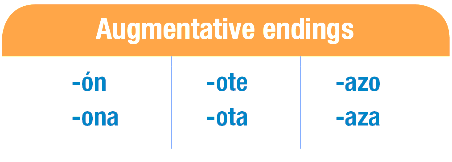 Augmentative endings
-ón -ote -azo
-ona -ota -aza